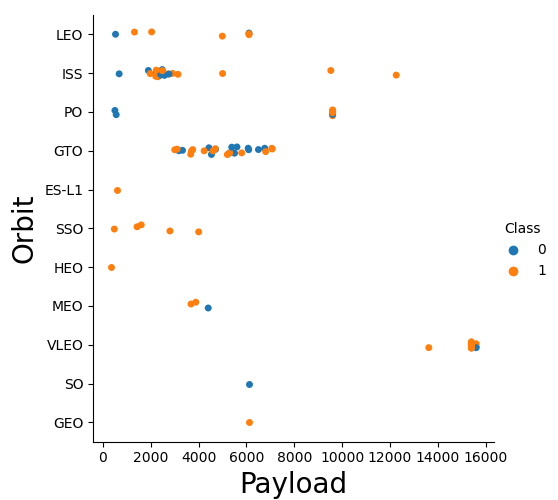 LEO
ISS
PO
GTO
ES-L1
SSO
HEO
MEO
VLEO
SO
GEO
Orbit
0 2000 4000 6000 8000 10000 12000 14000 16000
Payload
Class
0
1